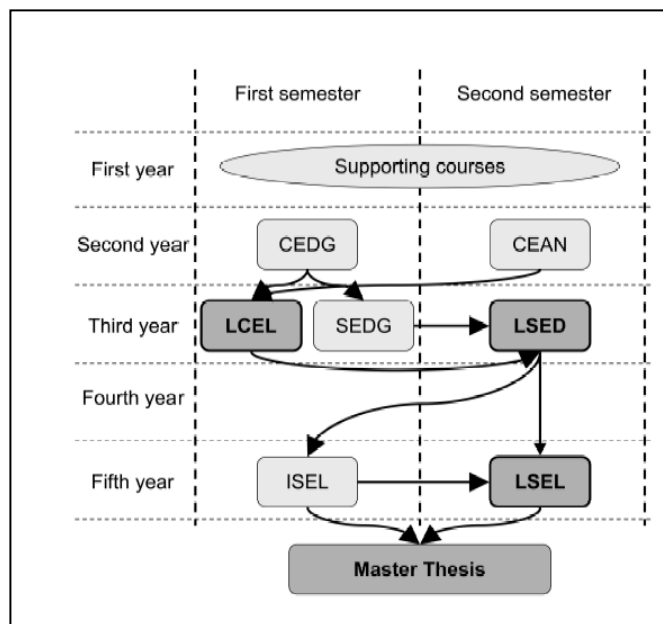 First semester
Second semester
First year
Supporting courses
Second year
CEDG
CEAN
Third year
LCEL
SEDG
LSED
Fourth year
Fifth year
ISEL
LSEL
Master Thesis